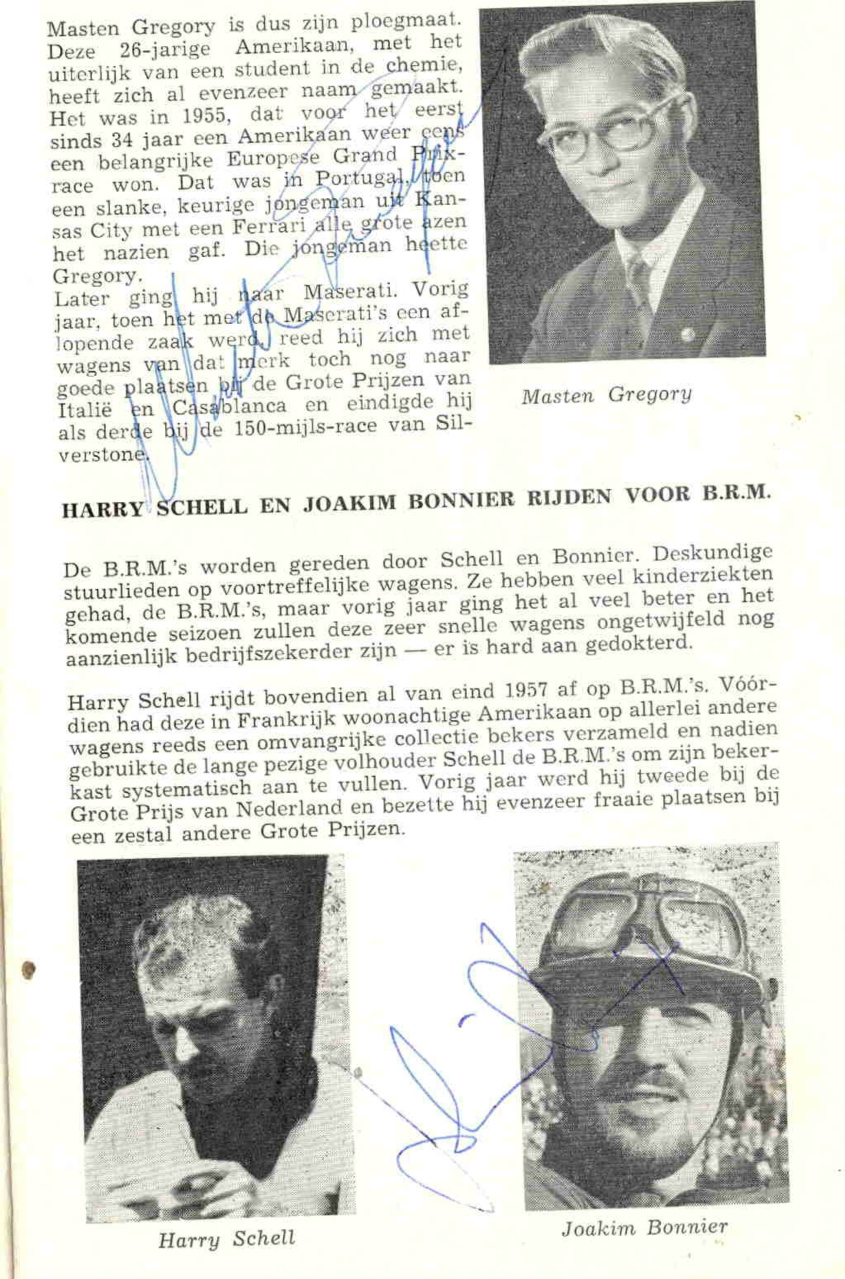 Masten Gregory is dus zijn ploegmaat.
Deze 26-jarige Amerikaan, met het
uiterlijk van een student in de chemie,
heeft zich al evenzeer naam gemaakt.
Het was in 1955, dat voor het eerst
sinds 34 jaar een Amerikaan weer eens
een belangrijke Europese Grand Prix-
race won. Dat was in Portugal, toen
een slanke, keurige jongeman uit Kan-
sas City met een Ferrari alle grote azen
het nazien gaf. Die jongeman heette
Gregory.
Later ging hij naar Maserati. Vorig
jaar, toen het met de Maserati's een af-
lopende zaak werd, reed hij zich met
wagens van dat merk toch nog naar
goede plaatsen bij de Grote Prijzen van
Italië en Casablanca en eindigde hij
als derde bij de 150-mijls-race van Sil-
verstone.
Masten Gregory
Masten Gregory
HARRY SCHELL EN JOAKIM BONNIER RIJDEN VOOR B.R.M.
De B.R.M.'s worden gereden door Schell en Bonnier. Deskundige
stuurlieden op voortreffelijke wagens. Ze hebben veel kinderziekten
gehad, de B.R.M.'s, maar vorig jaar ging het al veel beter en het
komende seizoen zullen deze zeer snelle wagens ongetwijfeld nog
aanzienlijk bedrijfszekerder zijn — er is hard aan gedokterd.
Harry Schell rijdt bovendien al van eind 1957 af op B.R.M.'s. Vóór-
dien had deze in Frankrijk woonachtige Amerikaan op allerlei andere
wagens reeds een omvangrijke collectie bekers verzameld en nadien
gebruikte de lange pezige volhouder Schell de B.R.M.'s om zijn beker-
kast systematisch aan te vullen. Vorig jaar werd hij tweede bij de
Grote Prijs van Nederland en bezette hij evenzeer fraaie plaatsen bij
een zestal andere Grote Prijzen.
Harry Schell
Joakim Bonnier